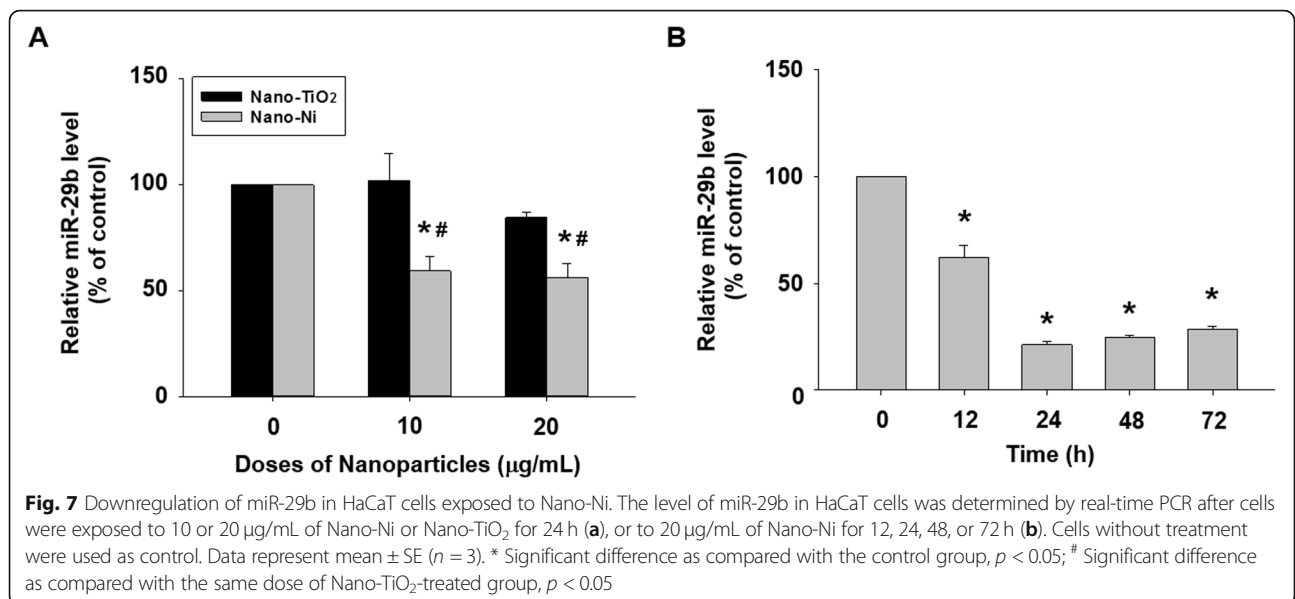 A
Relative miR-29b level
(% of control)
150
100
50
0
Nano-TiO2
Nano-Ni
*#
*#
0
10
20
Doses of Nanoparticles (µg/mL)
B
Relative miR-29b level
(% of control)
150
100
50
0
*
*
*
*
0
12
24
48
72
Time (h)
Fig. 7 Downregulation of miR-29b in HaCaT cells exposed to Nano-Ni. The level of miR-29b in HaCaT cells was determined by real-time PCR after cells
were exposed to 10 or 20 µg/mL of Nano-Ni or Nano-TiO2 for 24 h (a), or to 20 µg/mL of Nano-Ni for 12, 24, 48, or 72 h (b). Cells without treatment
were used as control. Data represent mean ± SE (n = 3). * Significant difference as compared with the control group, p < 0.05; # Significant difference
as compared with the same dose of Nano-TiO2-treated group, p < 0.05